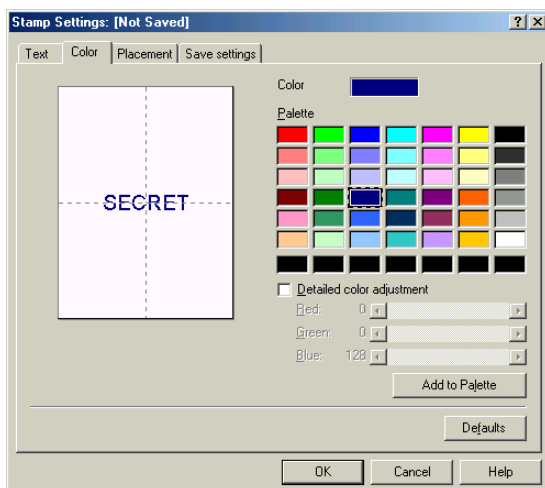 Stamp Settings: [Not Saved]
Text Color Placement Save settings
Color
Palette
SECRET
Detailed color adjustment
Red: 0
Green: 0
Blue: 128
Add to Palette
Defaults
OK Cancel Help